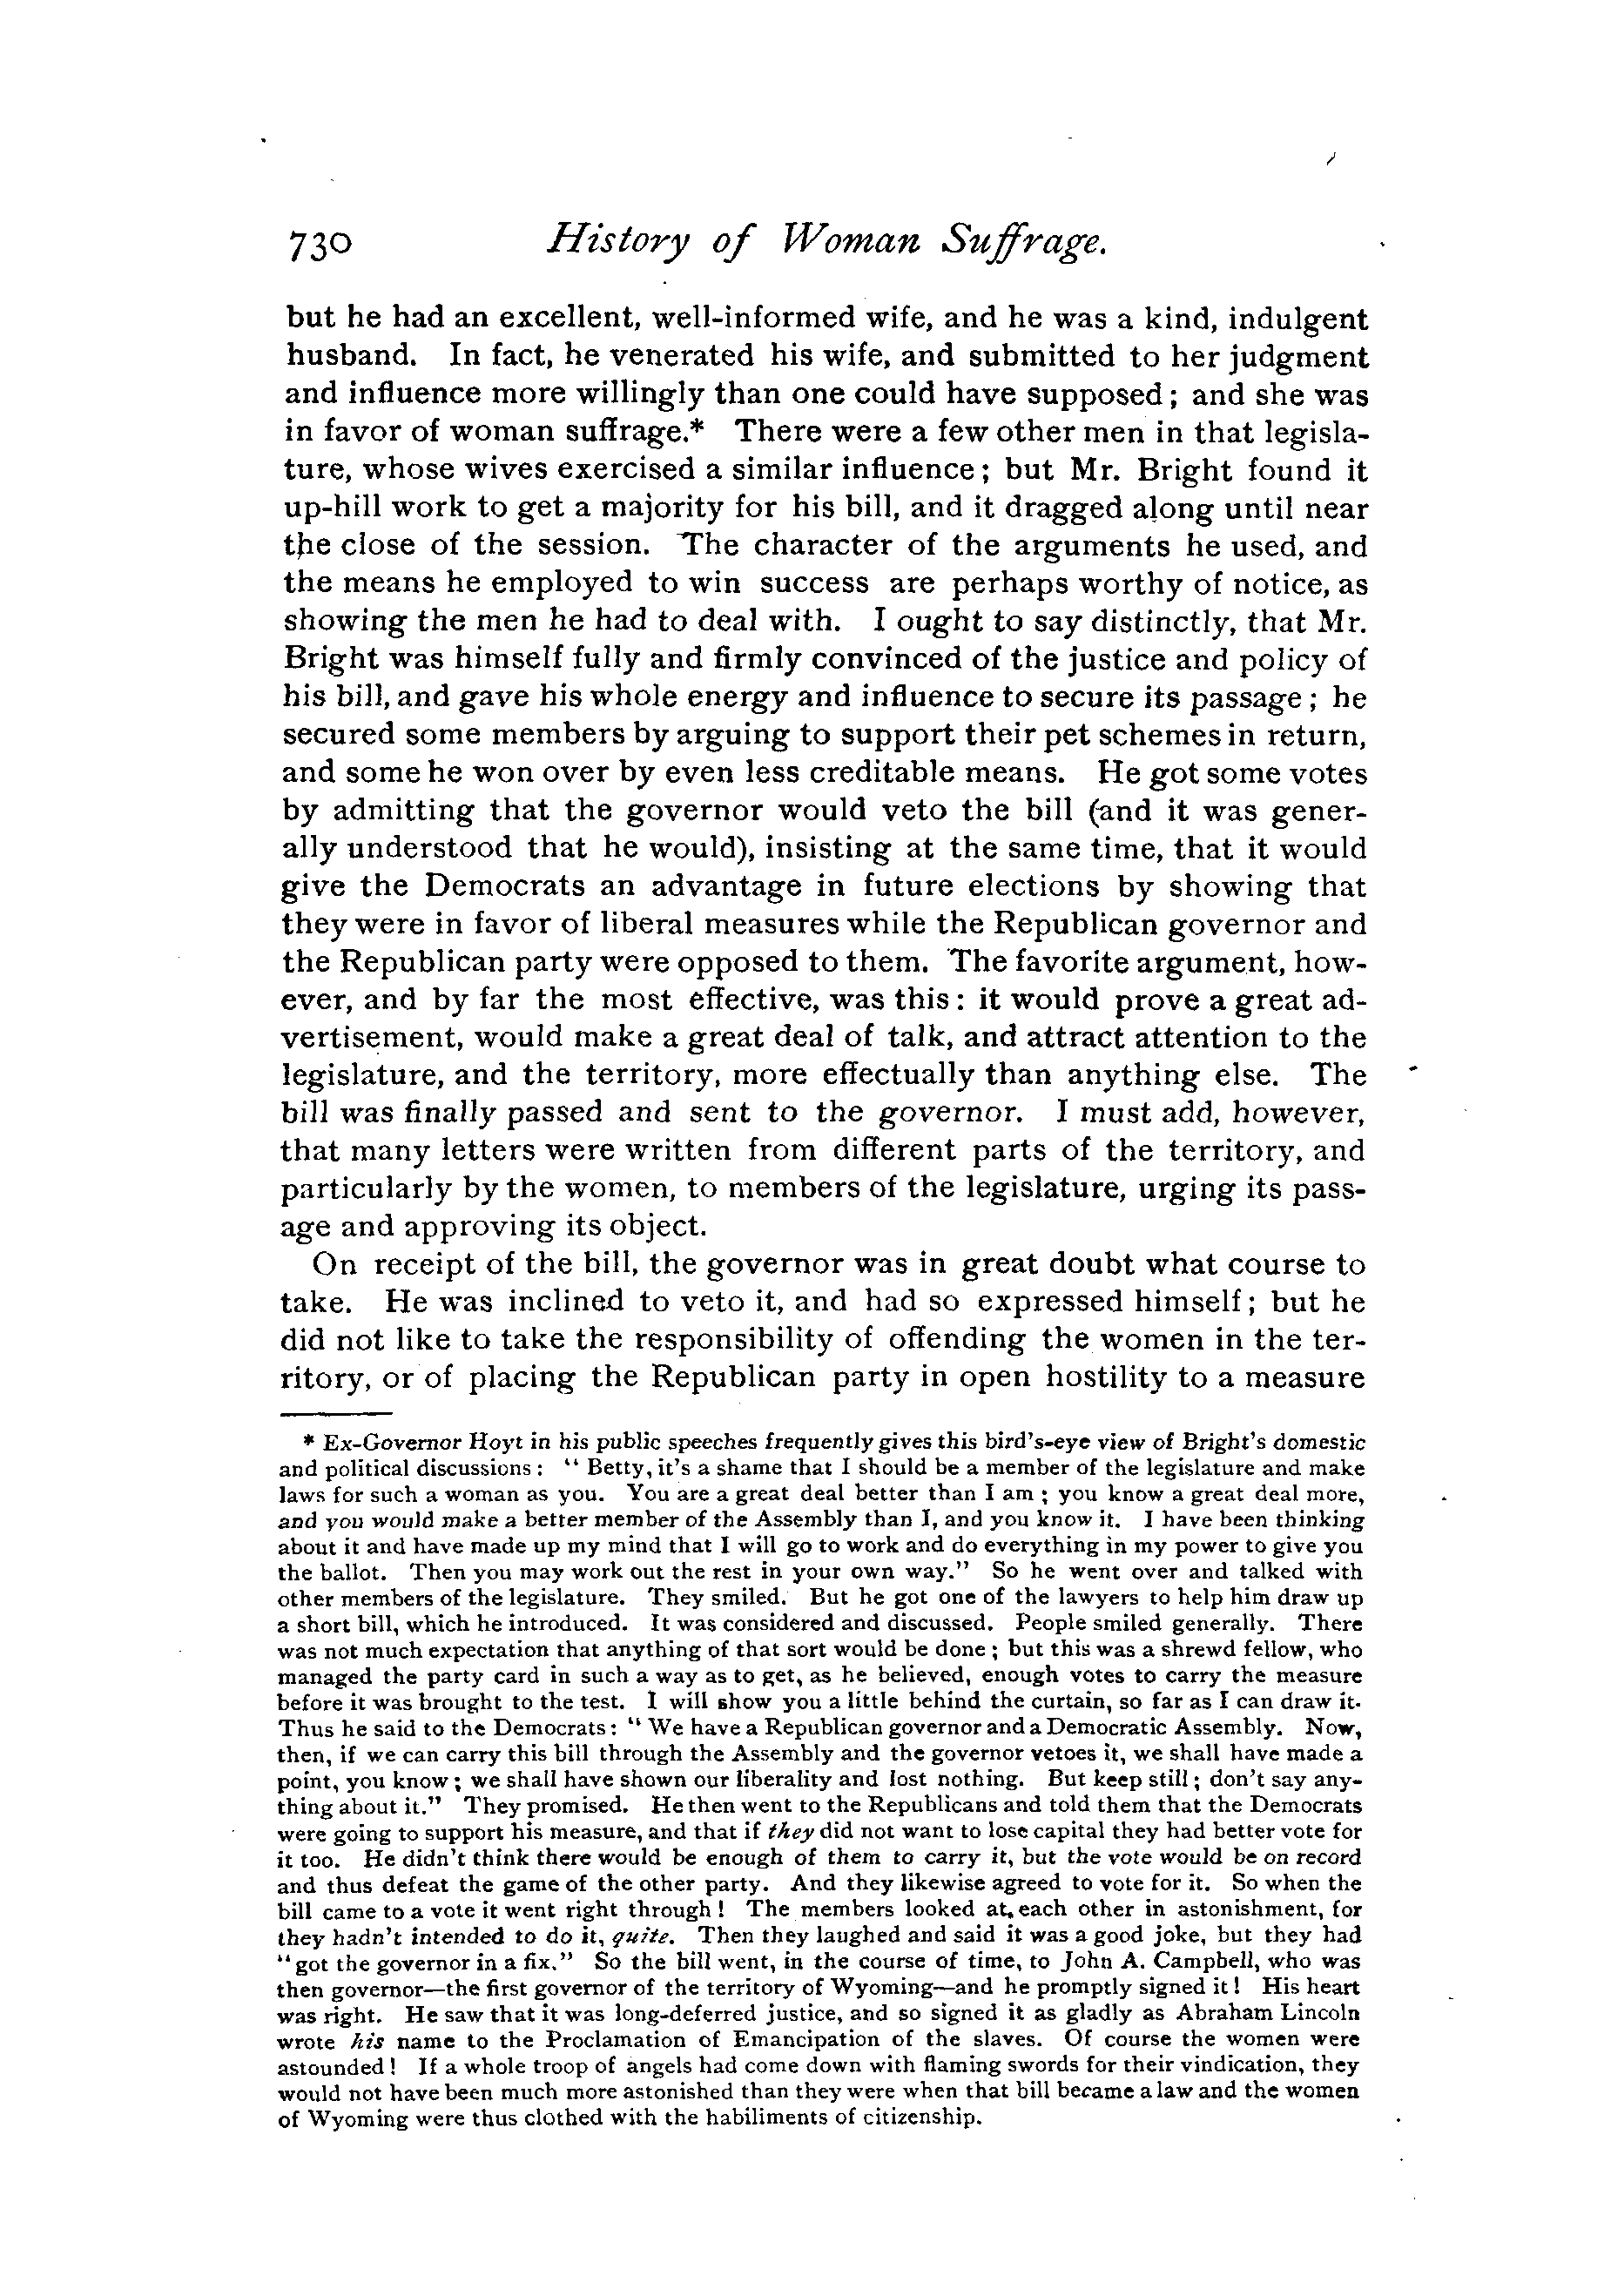 730 History of Woman Suffrage.
but he had an excellent, well-informed wife, and he was a kind, indulgent
husband. In fact, he venerated his wife, and submitted to her judgment
and influence more willingly than one could have supposed; and she was
in favor of woman suffrage.* There were a few other men in that legisla-
ture, whose wives exercised a similar influence; but Mr. Bright found it
up-hill work to get a majority for his bill, and it dragged along until near
the close of the session. The character of the arguments he used, and
the means he employed to win success are perhaps worthy of notice, as
showing the men he had to deal with. I ought to say distinctly, that Mr.
Bright was himself fully and firmly convinced of the justice and policy of
his bill, and gave his whole energy and influence to secure its passage; he
secured some members by arguing to support their pet schemes in return,
and some he won over by even less creditable means. He got some votes
by admitting that the governor would veto the bill (and it was gener-
ally understood that he would), insisting at the same time, that it would
give the Democrats an advantage in future elections by showing that
they were in favor of liberal measures while the Republican governor and
the Republican party were opposed to them. The favorite argument, how-
ever, and by far the most effective, was this: it would prove a great ad-
vertisement, would make a great deal of talk, and attract attention to the
legislature, and the territory, more effectually than anything else. The
bill was finally passed and sent to the governor. I must add, however,
that many letters were written from different parts of the territory, and
particularly by the women, to members of the legislature, urging its pass-
age and approving its object.
On receipt of the bill, the governor was in great doubt what course to
take. He was inclined to veto it, and had so expressed himself; but he
did not like to take the responsibility of offending the women in the ter-
ritory, or of placing the Republican party in open hostility to a measure
* Ex-Governor Hoyt in his public speeches frequently gives this bird's-eye view of Bright's domestic
and political discussions: "Betty, it's a shame that I should be a member of the legislature and make
laws for such a woman as you. You are a great deal better than I am; you know a great deal more,
and you would make a better member of the Assembly than I, and you know it. I have been thinking
about it and have made up my mind that I will go to work and do everything in my power to give you
the ballot. Then you may work out the rest in your own way." So he went over and talked with
other members of the legislature. They smiled. But he got one of the lawyers to help him draw up
a short bill, which he introduced. It was considered and discussed. People smiled generally. There
was not much expectation that anything of that sort would be done; but this was a shrewd fellow, who
managed the party card in such a way as to get, as he believed, enough votes to carry the measure
before it was brought to the test. I will show you a little behind the curtain, so far as I can draw it.
Thus he said to the Democrats: "We have a Republican governor and a Democratic Assembly. Now,
then, if we can carry this bill through the Assembly and the governor vetoes it, we shall have made a
point, you know; we shall have shown our liberality and lost nothing. But keep still; don't say any-
thing about it." They promised. He then went to the Republicans and told them that the Democrats
were going to support his measure, and that if they did not want to lose capital they had better vote for
it too. He didn't think there would be enough of them to carry it, but the vote would be on record
and thus defeat the game of the other party. And they likewise agreed to vote for it. So when the
bill came to a vote it went right through! The members looked at each other in astonishment, for
they hadn't intended to do it, quite. Then they laughed and said it was a good joke, but they had
"got the governor in a fix." So the bill went, in the course of time, to John A. Campbell, who was
then governor—the first governor of the territory of Wyoming—and he promptly signed it! His heart
was right. He saw that it was long-deferred justice, and so signed it as gladly as Abraham Lincoln
wrote his name to the Proclamation of Emancipation of the slaves. Of course the women were
astounded! If a whole troop of angels had come down with flaming swords for their vindication, they
would not have been much more astonished than they were when that bill became a law and the women
of Wyoming were thus clothed with the habiliments of citizenship.